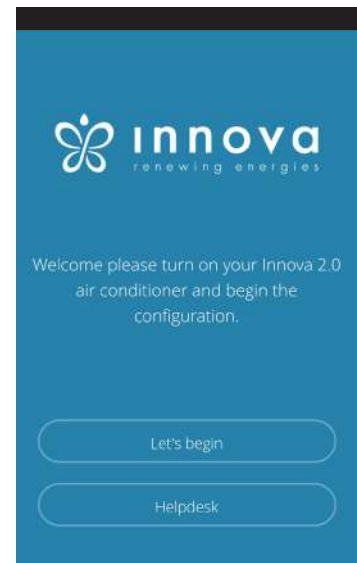 innova
renewing energies
Welcome please turn on your Innova 2.0
air conditioner and begin the
configuration.
Let's begin
Helpdesk